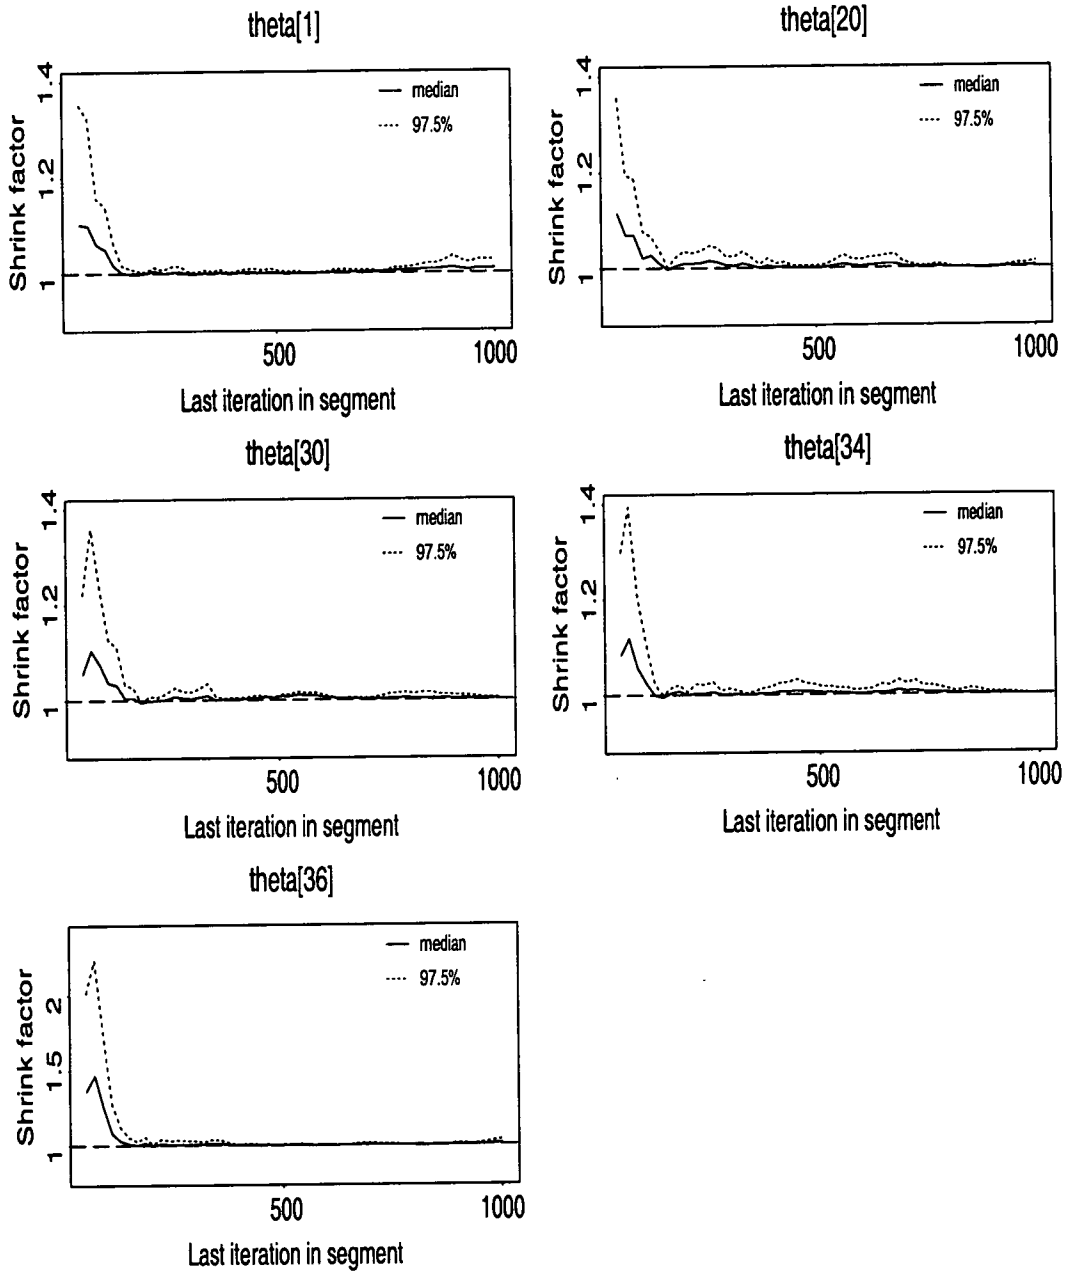 theta[1]
Shrink factor
1.4
1.2
1
median
97.5%
500
1000
Last iteration in segment
theta[20]
Shrink factor
1.4
1.2
1
median
97.5%
500
1000
Last iteration in segment
theta[30]
Shrink factor
1.4
1.2
1
median
97.5%
500
1000
Last iteration in segment
theta[34]
Shrink factor
1.4
1.2
1
median
97.5%
500
1000
Last iteration in segment
theta[36]
Shrink factor
2
1.5
1
median
97.5%
500
1000
Last iteration in segment